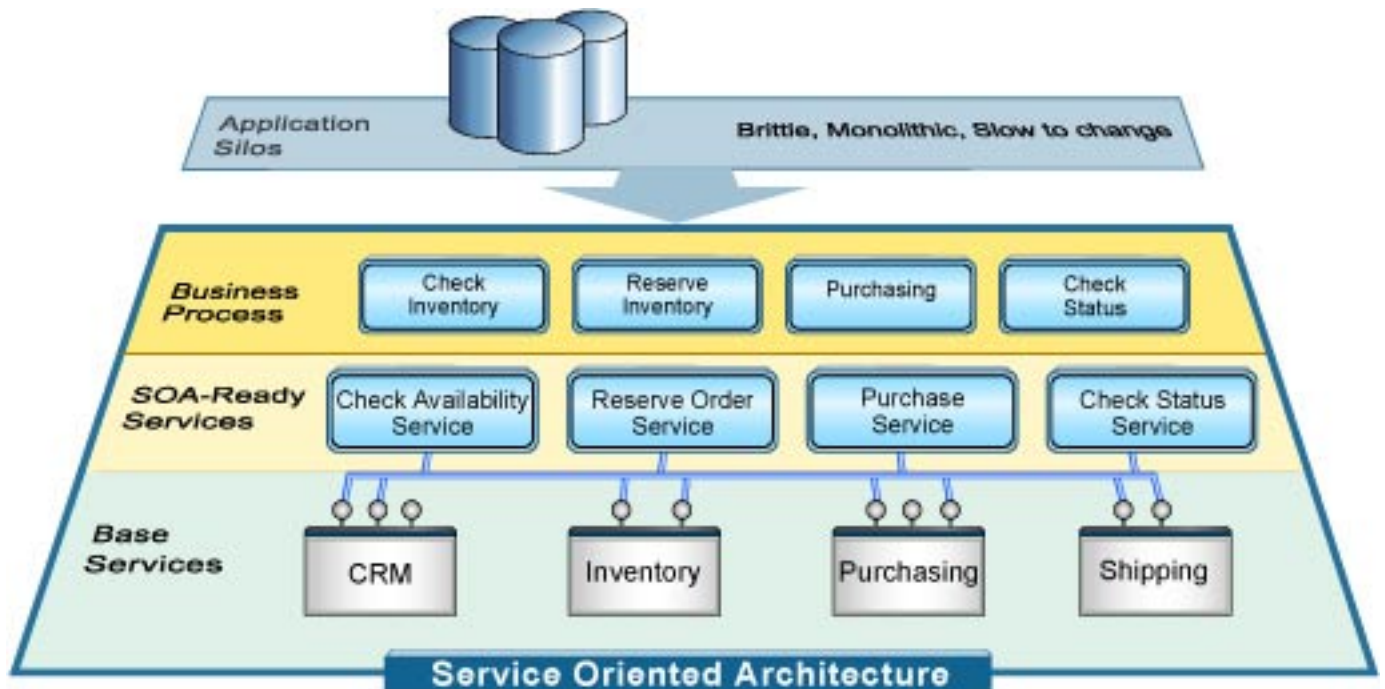 Application
Silos
Brittle, Monolithic, Slow to change
Business
Process
Check
Inventory
Reserve
Inventory
Purchasing
Check
Status
SOA-Ready
Services
Check Availability
Service
Reserve Order
Service
Purchase
Service
Check Status
Service
Base
Services
CRM
Inventory
Purchasing
Shipping
Service Oriented Architecture